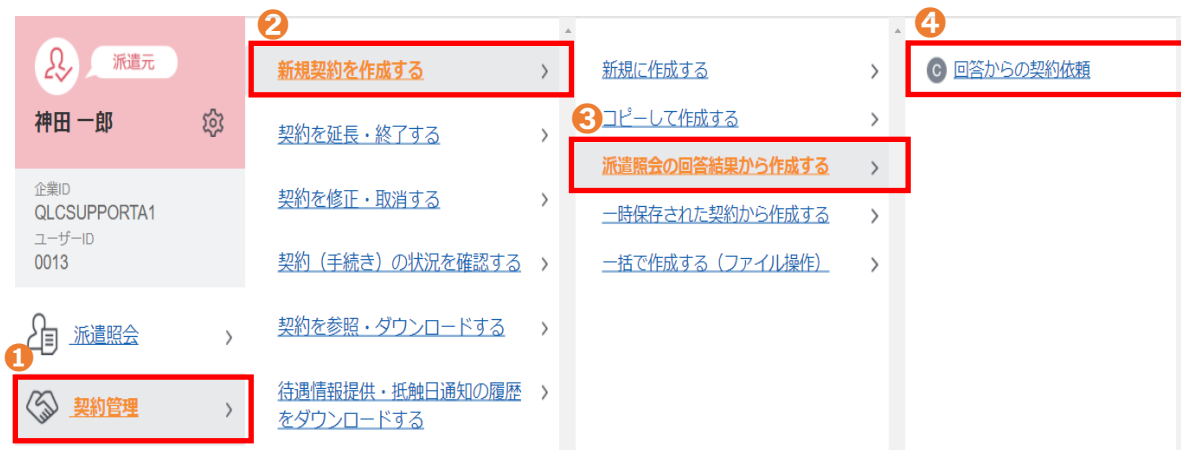 派遣元
神田 一郎
企業ID
QLCSUPPORTA1
ユーザーID
0013
派遣照会
1
契約管理
2
新規契約を作成する
契約を延長・終了する
契約を修正・取消する
契約（手続き）の状況を確認する
契約を参照・ダウンロードする
待遇情報提供・抵触日通知の履歴
をダウンロードする
新規に作成する
3
コピーして作成する
派遣照会の回答結果から作成する
一時保存された契約から作成する
一括で作成する（ファイル操作）
4
C 回答からの契約依頼